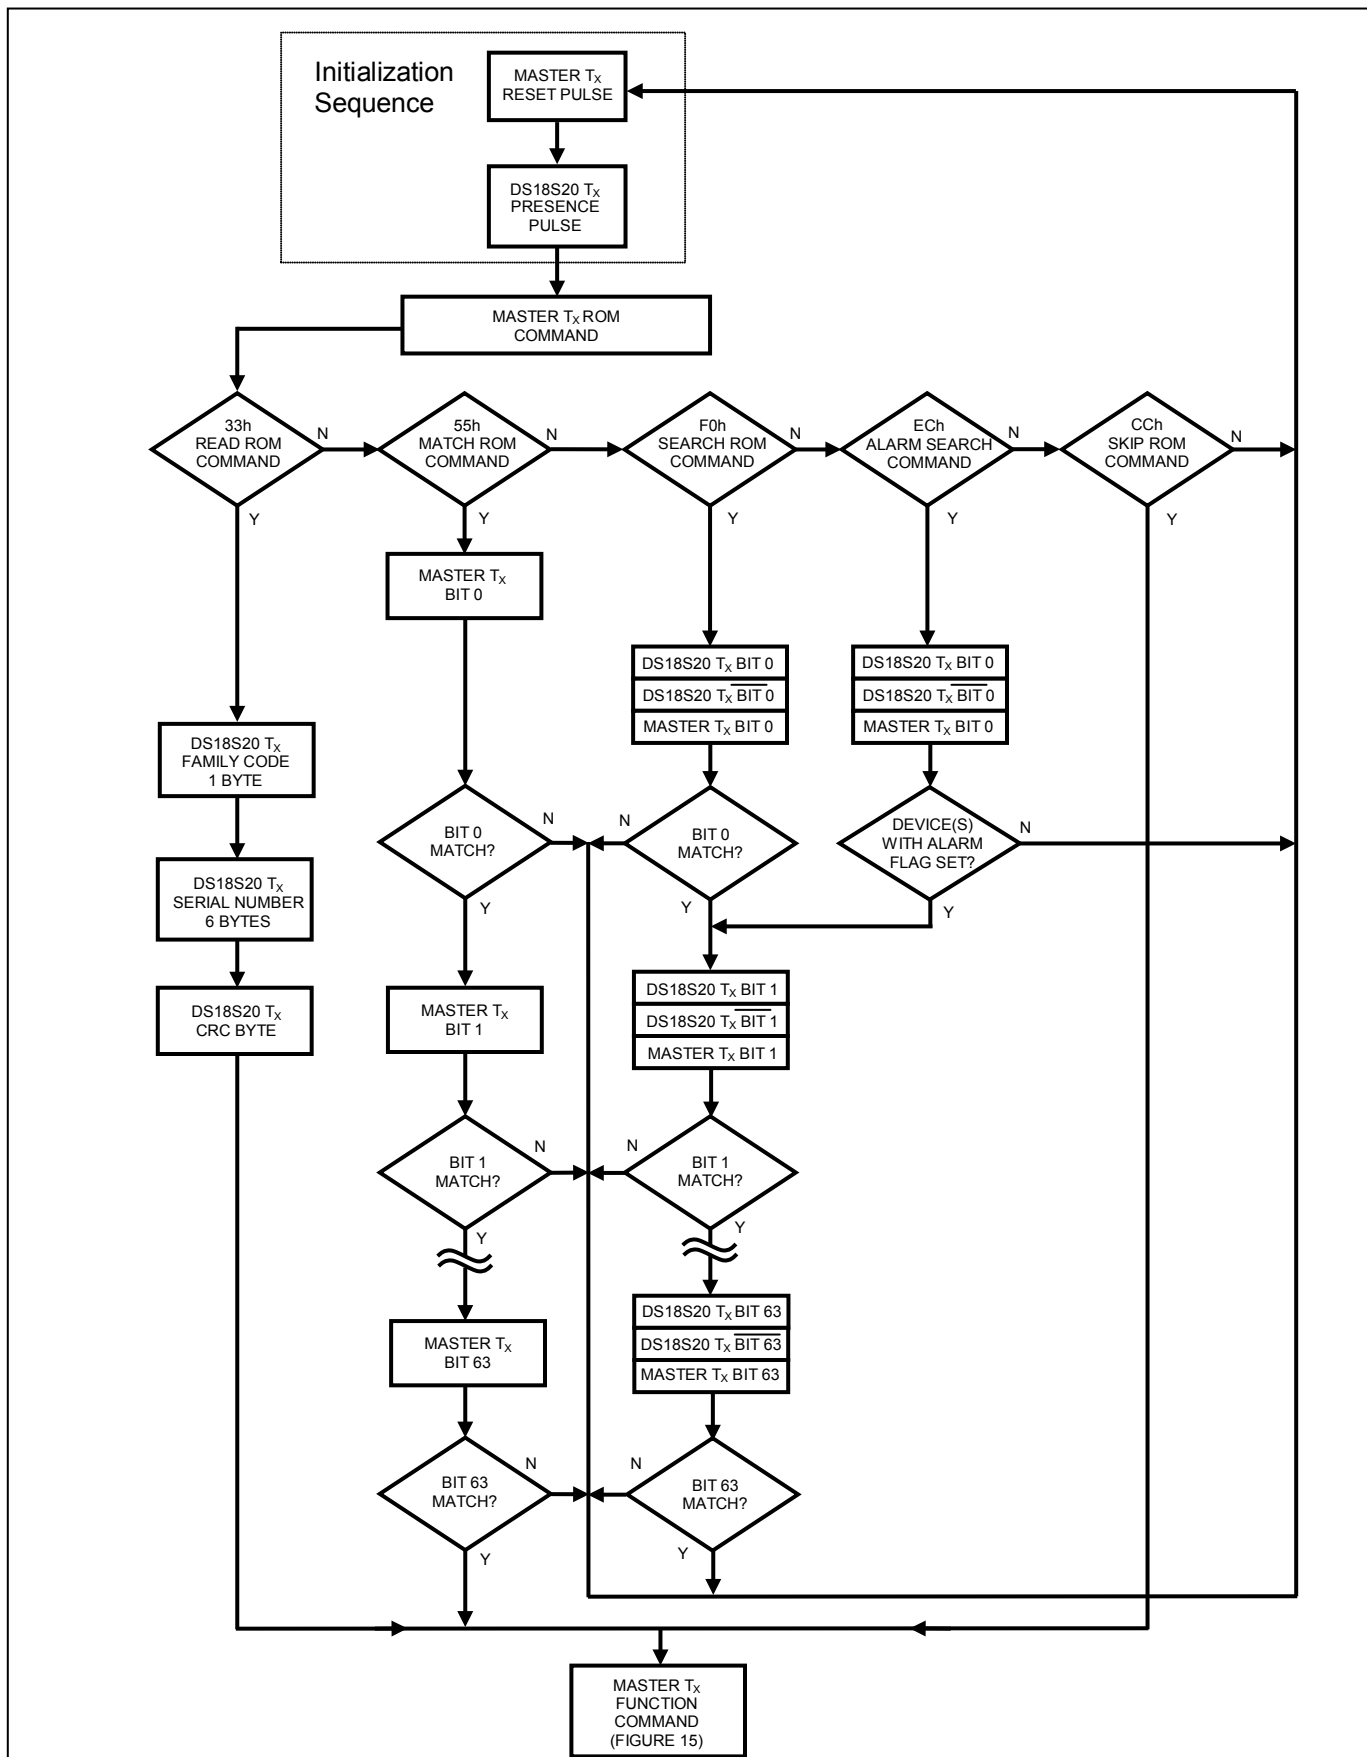 Initialization
Sequence
MASTER TX
RESET PULSE
DS18S20 TX
PRESENCE
PULSE
MASTER TX ROM
COMMAND
33h
READ ROM
COMMAND
N
Y
55h
MATCH ROM
COMMAND
N
Y
F0h
SEARCH ROM
COMMAND
N
Y
ECh
ALARM SEARCH
COMMAND
N
Y
CCh
SKIP ROM
COMMAND
N
Y
MASTER TX
BIT 0
DS18S20 TX BIT 0
DS18S20 TX BIT 0
MASTER TX BIT 0
DS18S20 TX BIT 0
DS18S20 TX BIT 0
MASTER TX BIT 0
DS18S20 TX
FAMILY CODE
1 BYTE
BIT 0
MATCH?
N
Y
N
BIT 0
MATCH?
Y
DEVICE(S)
WITH ALARM
FLAG SET?
N
Y
DS18S20 TX
SERIAL NUMBER
6 BYTES
DS18S20 TX
CRC BYTE
MASTER TX
BIT 1
DS18S20 TX BIT 1
DS18S20 TX BIT 1
MASTER TX BIT 1
BIT 1
MATCH?
N
Y
N
BIT 1
MATCH?
Y
MASTER TX
BIT 63
DS18S20 TX BIT 63
DS18S20 TX BIT 63
MASTER TX BIT 63
BIT 63
MATCH?
N
Y
N
BIT 63
MATCH?
Y
MASTER TX
FUNCTION
COMMAND
(FIGURE 15)